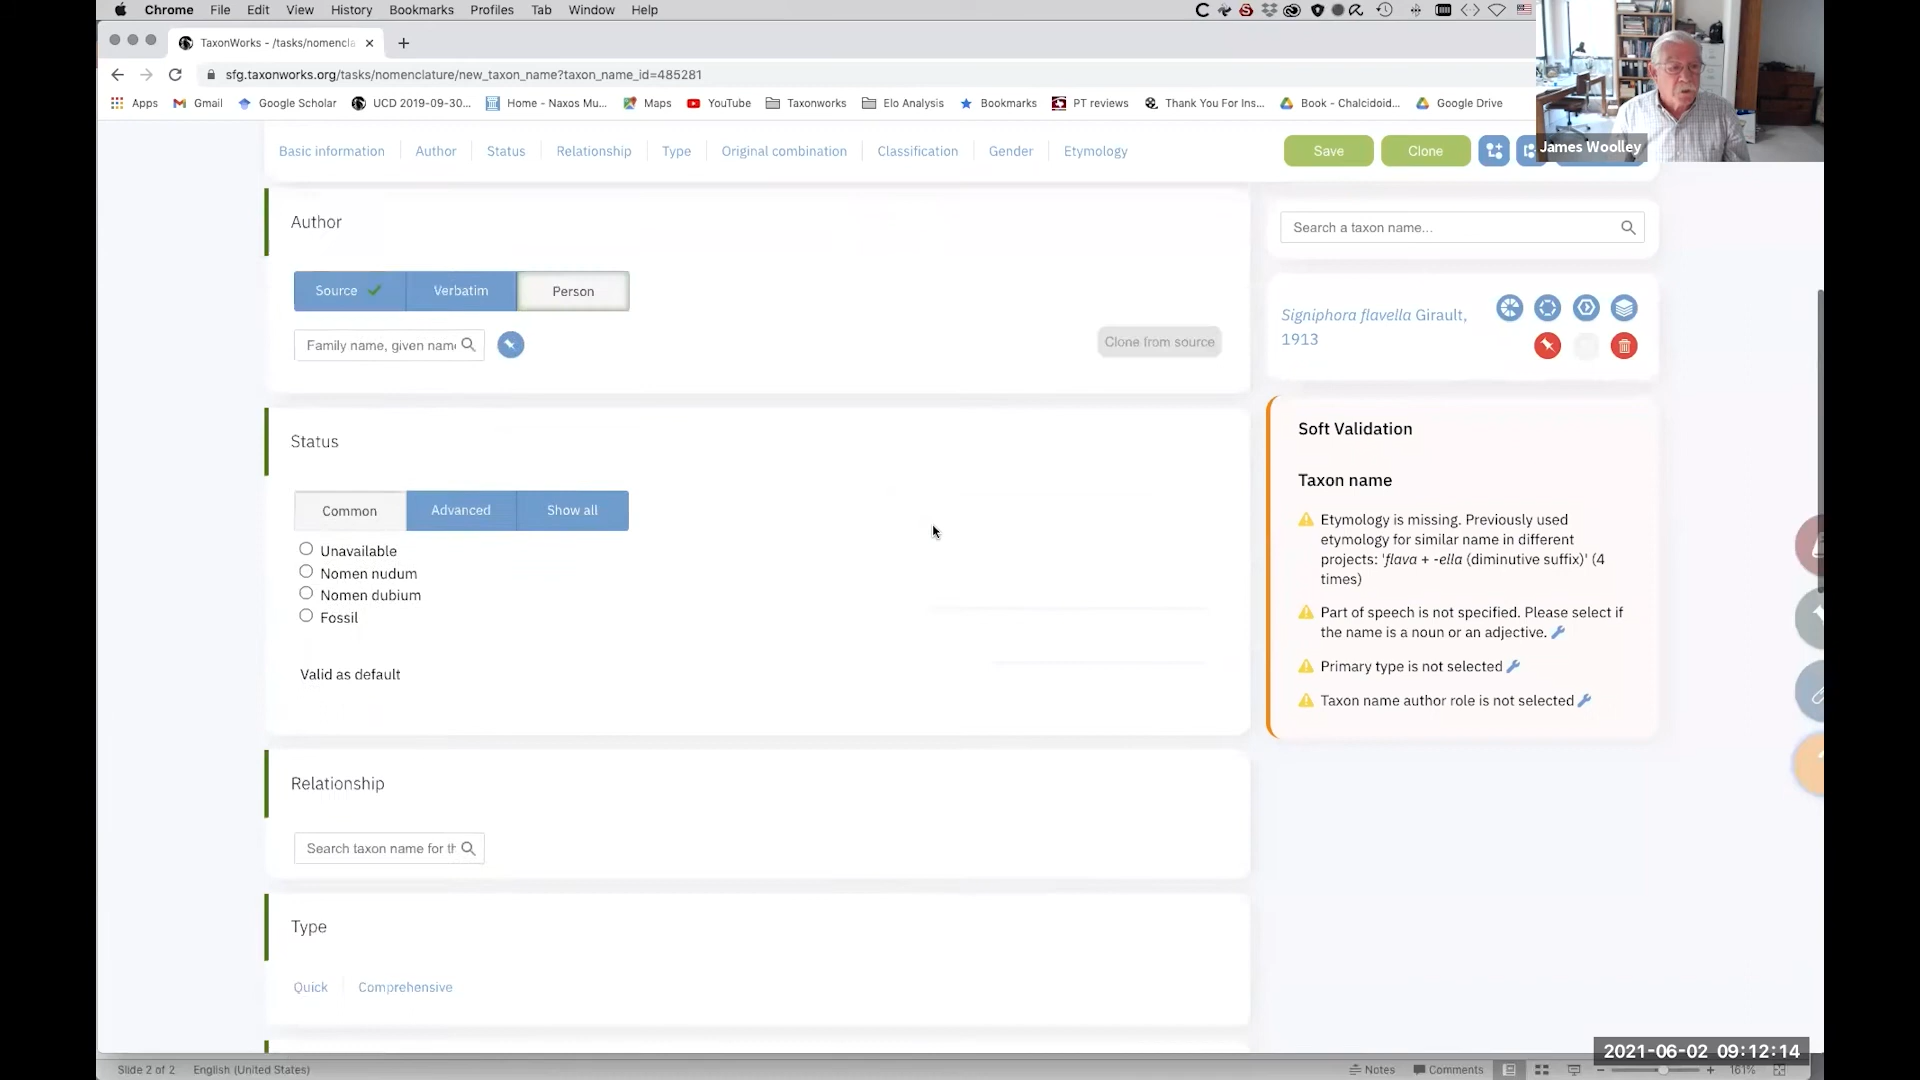 Chrome File Edit View History Bookmarks Profiles Tab Window Help
TaxonWorks - /tasks/nomencla
sfg.taxonworks.org/tasks/nomenclature/new_taxon_name?taxon_name_id=485281
Apps Gmail Google Scholar UCD 2019-09-30... Home - Naxos Mu... Maps YouTube Taxonworks Elo Analysis Bookmarks PT reviews Thank You For Ins... Book - Chalcidoid... Google Drive
James Woolley
Basic information Author Status Relationship Type Original combination Classification Gender Etymology Save Clone
Author
Source Verbatim Person
Family name, given name
Clone from source
Status
Common Advanced Show all
Unavailable
Nomen nudum
Nomen dubium
Fossil
Valid as default
Relationship
Search taxon name for th
Type
Quick Comprehensive
Search a taxon name...
Signiphora flavella Girault,
1913
Soft Validation
Taxon name
Etymology is missing. Previously used
etymology for similar name in different
projects: 'flava + -ella (diminutive suffix)' (4
times)
Part of speech is not specified. Please select if
the name is a noun or an adjective.
Primary type is not selected
Taxon name author role is not selected
2021-06-02 09:12:14
Slide 2 of 2 English (United States) Notes Comments 161%